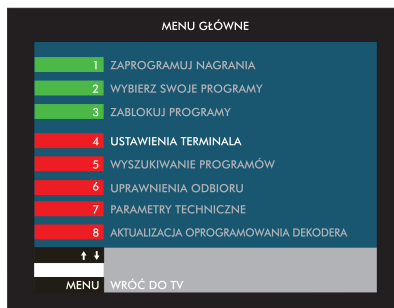 MENU GŁÓWNE
1 ZAPROGRAMUJ NAGRANIA
2 WYBIERZ SWOJE PROGRAMY
3 ZABLOKUJ PROGRAMY
4 USTAWIENIA TERMINALA
5 WYSZUKIWANIE PROGRAMÓW
6 UPRAWNIENIA ODBIORU
7 PARAMETRY TECHNICZNE
8 AKTUALIZACJA OPROGRAMOWANIA DEKODERA
↑ ↓
MENU WRÓĆ DO TV